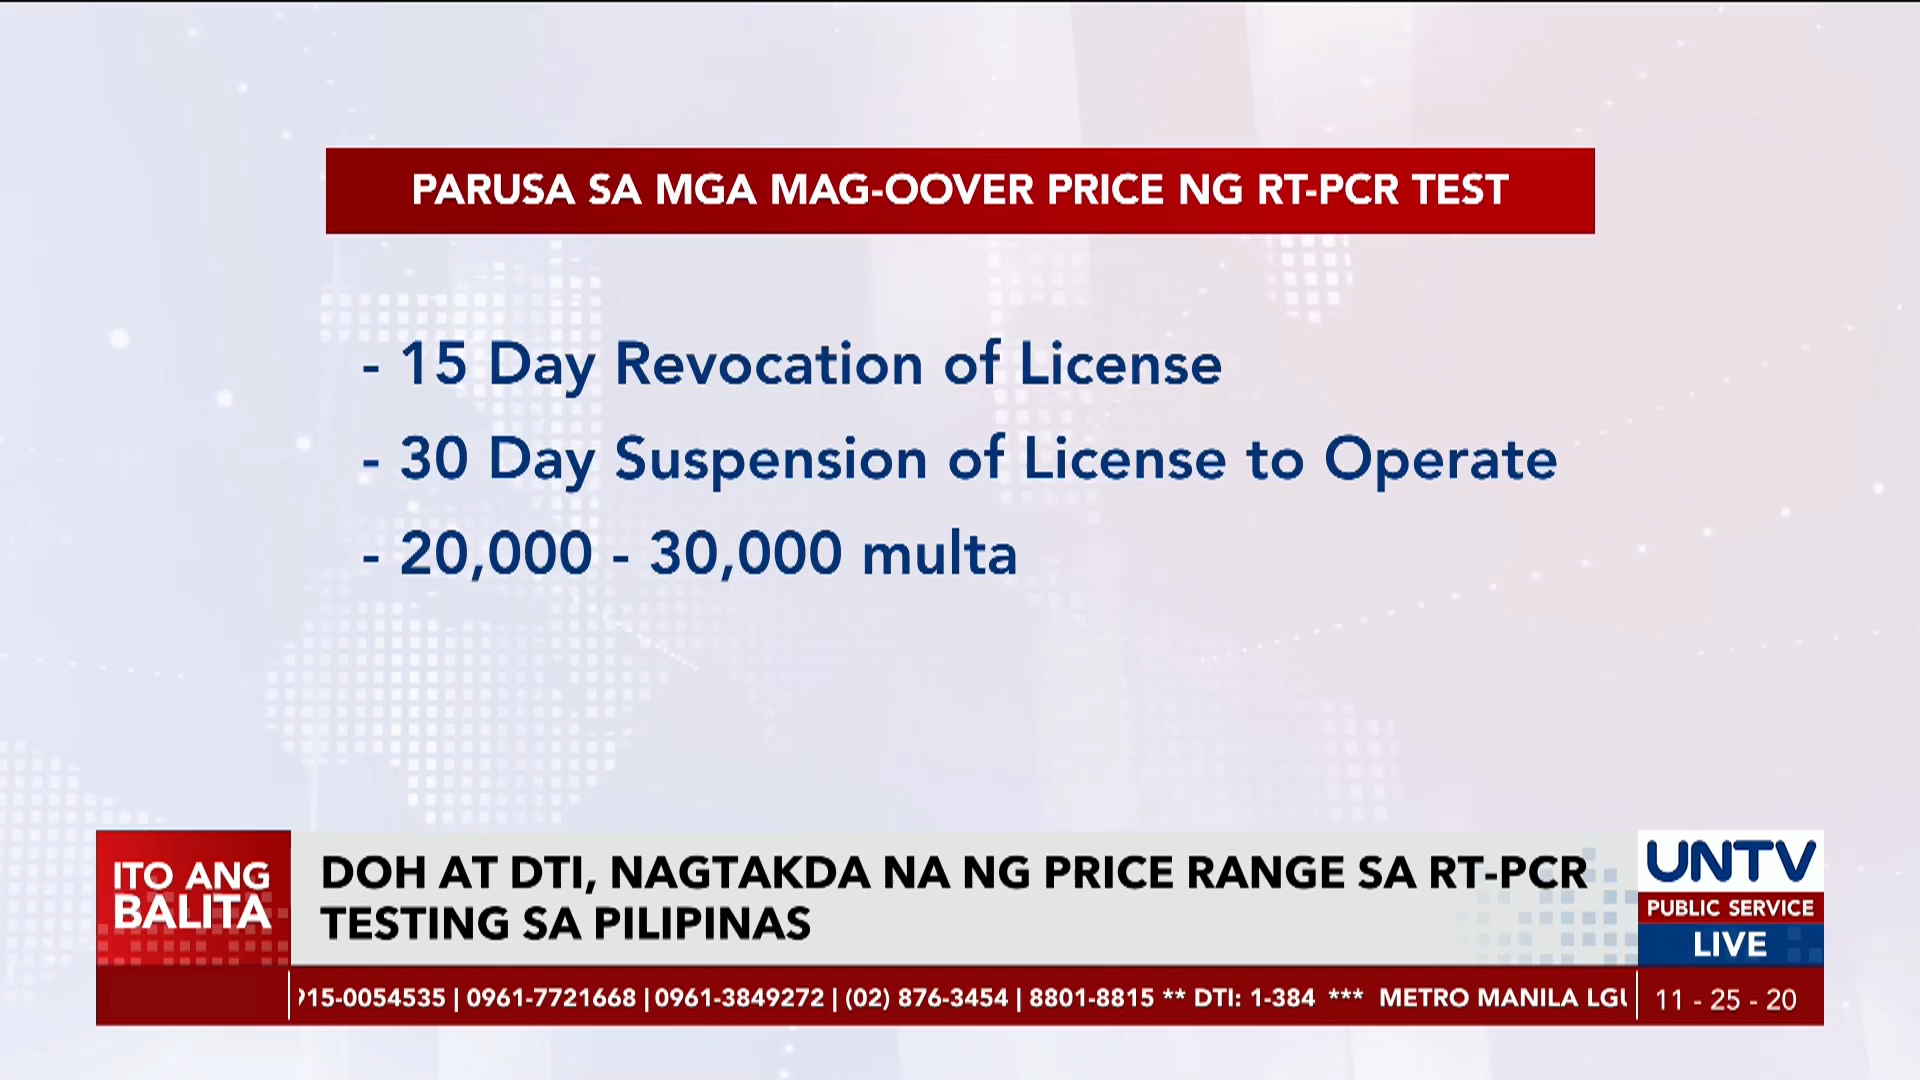 PARUSA SA MGA MAG-OOVER PRICE NG RT-PCR TEST
- 15 Day Revocation of License
- 30 Day Suspension of License to Operate
- 20,000 - 30,000 multa
ITO ANG
BALITA
DOH AT DTI, NAGTAKDA NA NG PRICE RANGE SA RT-PCR
TESTING SA PILIPINAS
UNTV
PUBLIC SERVICE
LIVE
15-0054535 | 0961-7721668 | 0961-3849272 | (02) 876-3454 | 8801-8815 ** DTI: 1-384 *** METRO MANILA
11 - 25 - 20